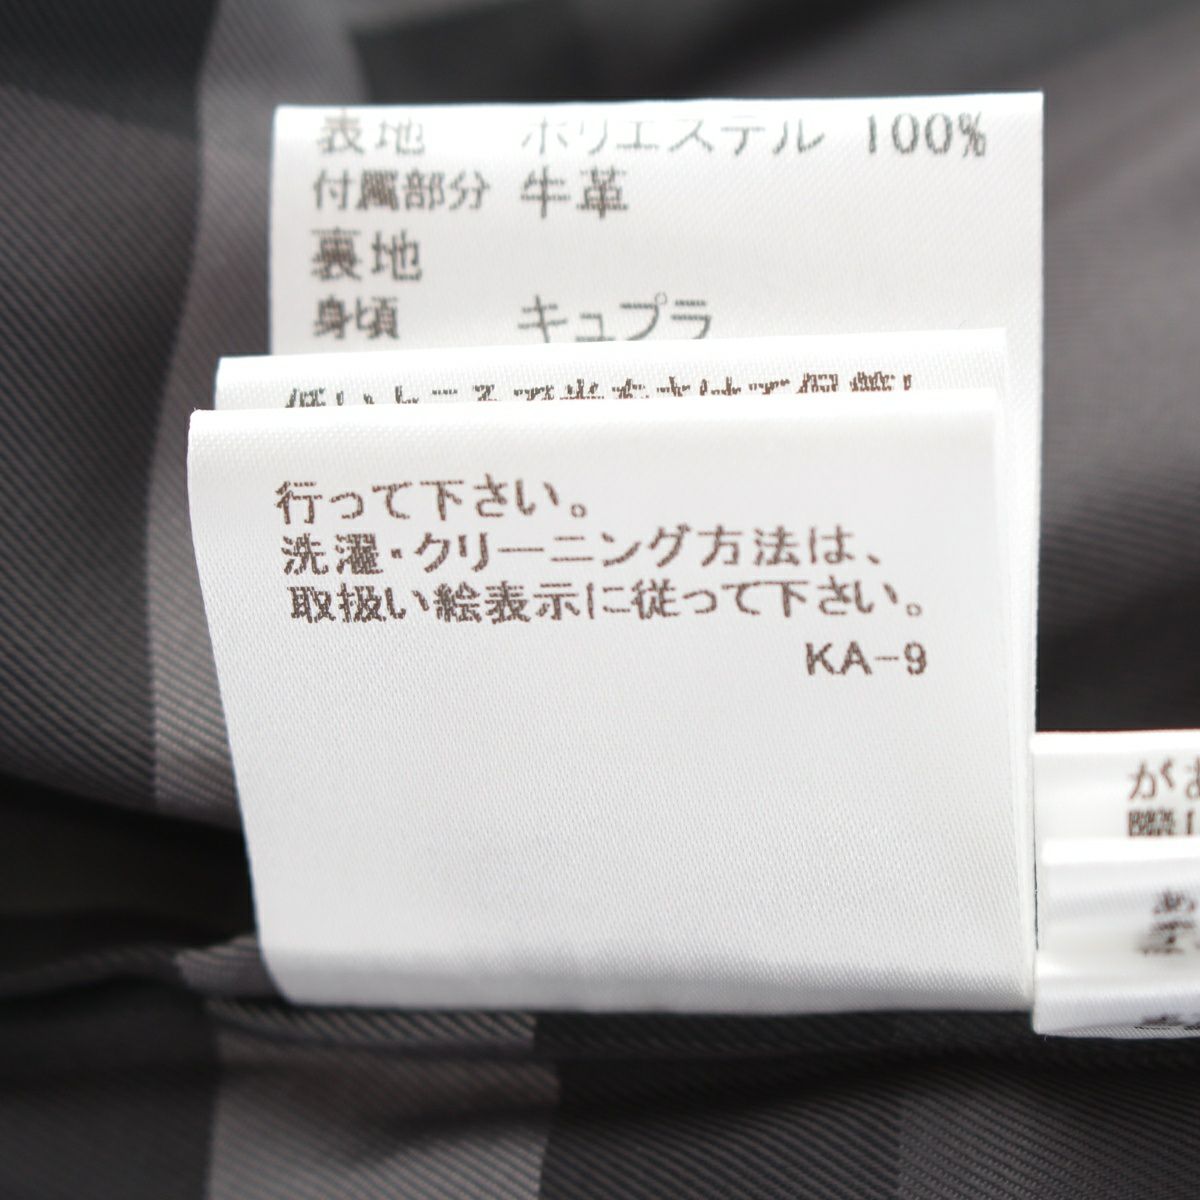 表地 ポリエステル 100%
付属部分 牛革
裏地
身頃 キュプラ
行って下さい。
洗濯・クリーニング方法は、
取扱い絵表示に従って下さい。
KA-9
が